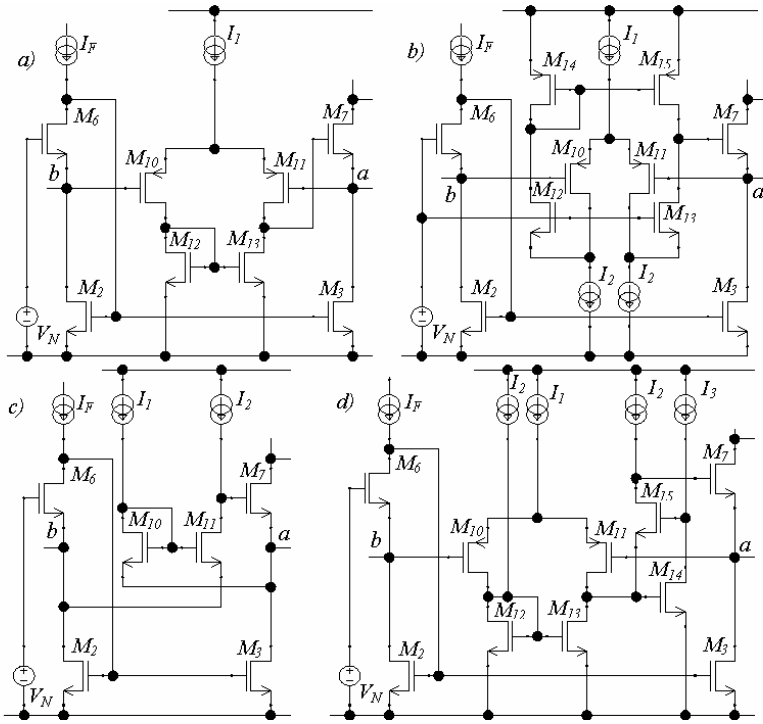 a)
I_F
I_1
M_6
M_7
M_10
M_11
b
a
M_12
M_13
M_2
M_3
V_N
b)
I_F
I_1
M_14
M_15
M_6
M_7
M_10
M_11
b
a
M_12
M_13
I_2
I_2
M_2
M_3
V_N
c)
I_F
I_1
I_2
M_6
M_7
M_10
M_11
b
a
M_2
M_3
V_N
d)
I_F
I_2
I_1
I_2
I_3
M_6
M_7
M_15
M_10
M_11
b
a
M_14
M_12
M_13
M_2
M_3
V_N